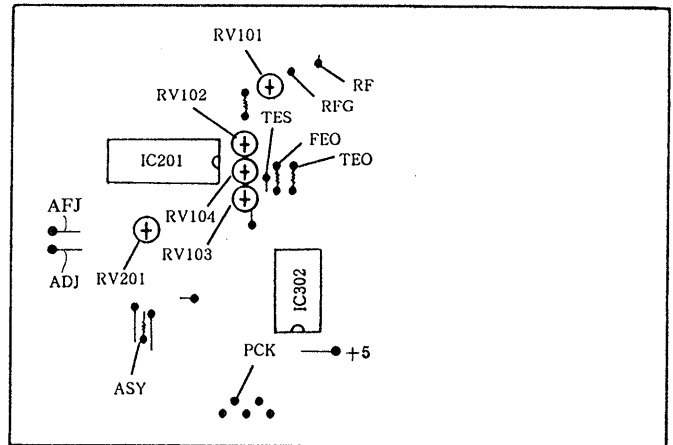 RV101
RF
RFG
RV102
TES
FEO
TEO
IC201
AFJ
RV104
RV103
ADJ
RV201
IC302
PCK
+5
ASY